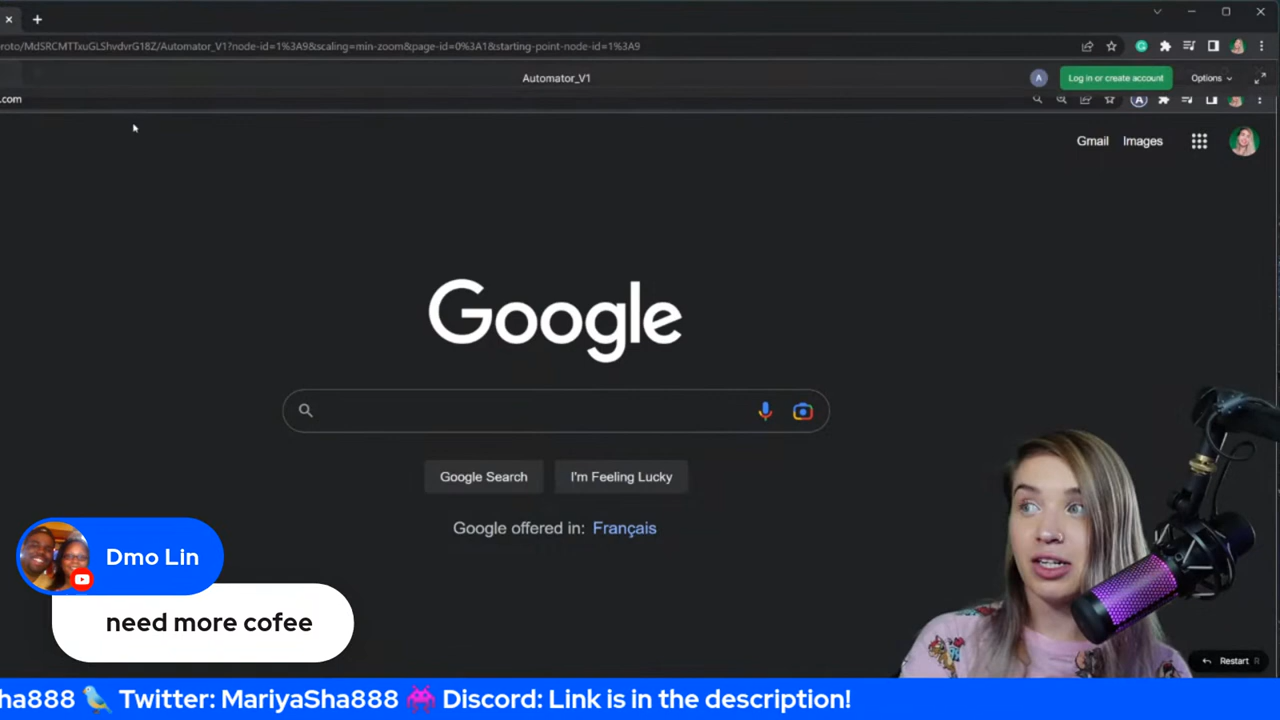 roto/MdSRCMTTxuGLShvdvrG18Z/Automator_V1?node-id=1%3A9&scaling=min-zoom&page-id=0%3A1&starting-point-node-id=1%3A9
Automator_V1
A
Log in or create account
Options
.com
A
Gmail
Images
Google
Google Search
I'm Feeling Lucky
Google offered in: Français
Dmo Lin
need more cofee
Restart R
ha888 🐦 Twitter: MariyaSha888 👾 Discord: Link is in the description!